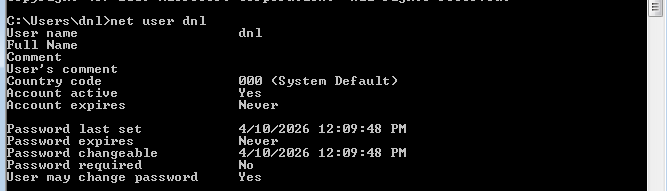 C:\Users\dnl>net user dnl
User name                    dnl
Full Name
Comment
User's comment
Country code                 000 (System Default)
Account active               Yes
Account expires              Never
Password last set            4/10/2026 12:09:48 PM
Password expires             Never
Password changeable          4/10/2026 12:09:48 PM
Password required            No
User may change password     Yes